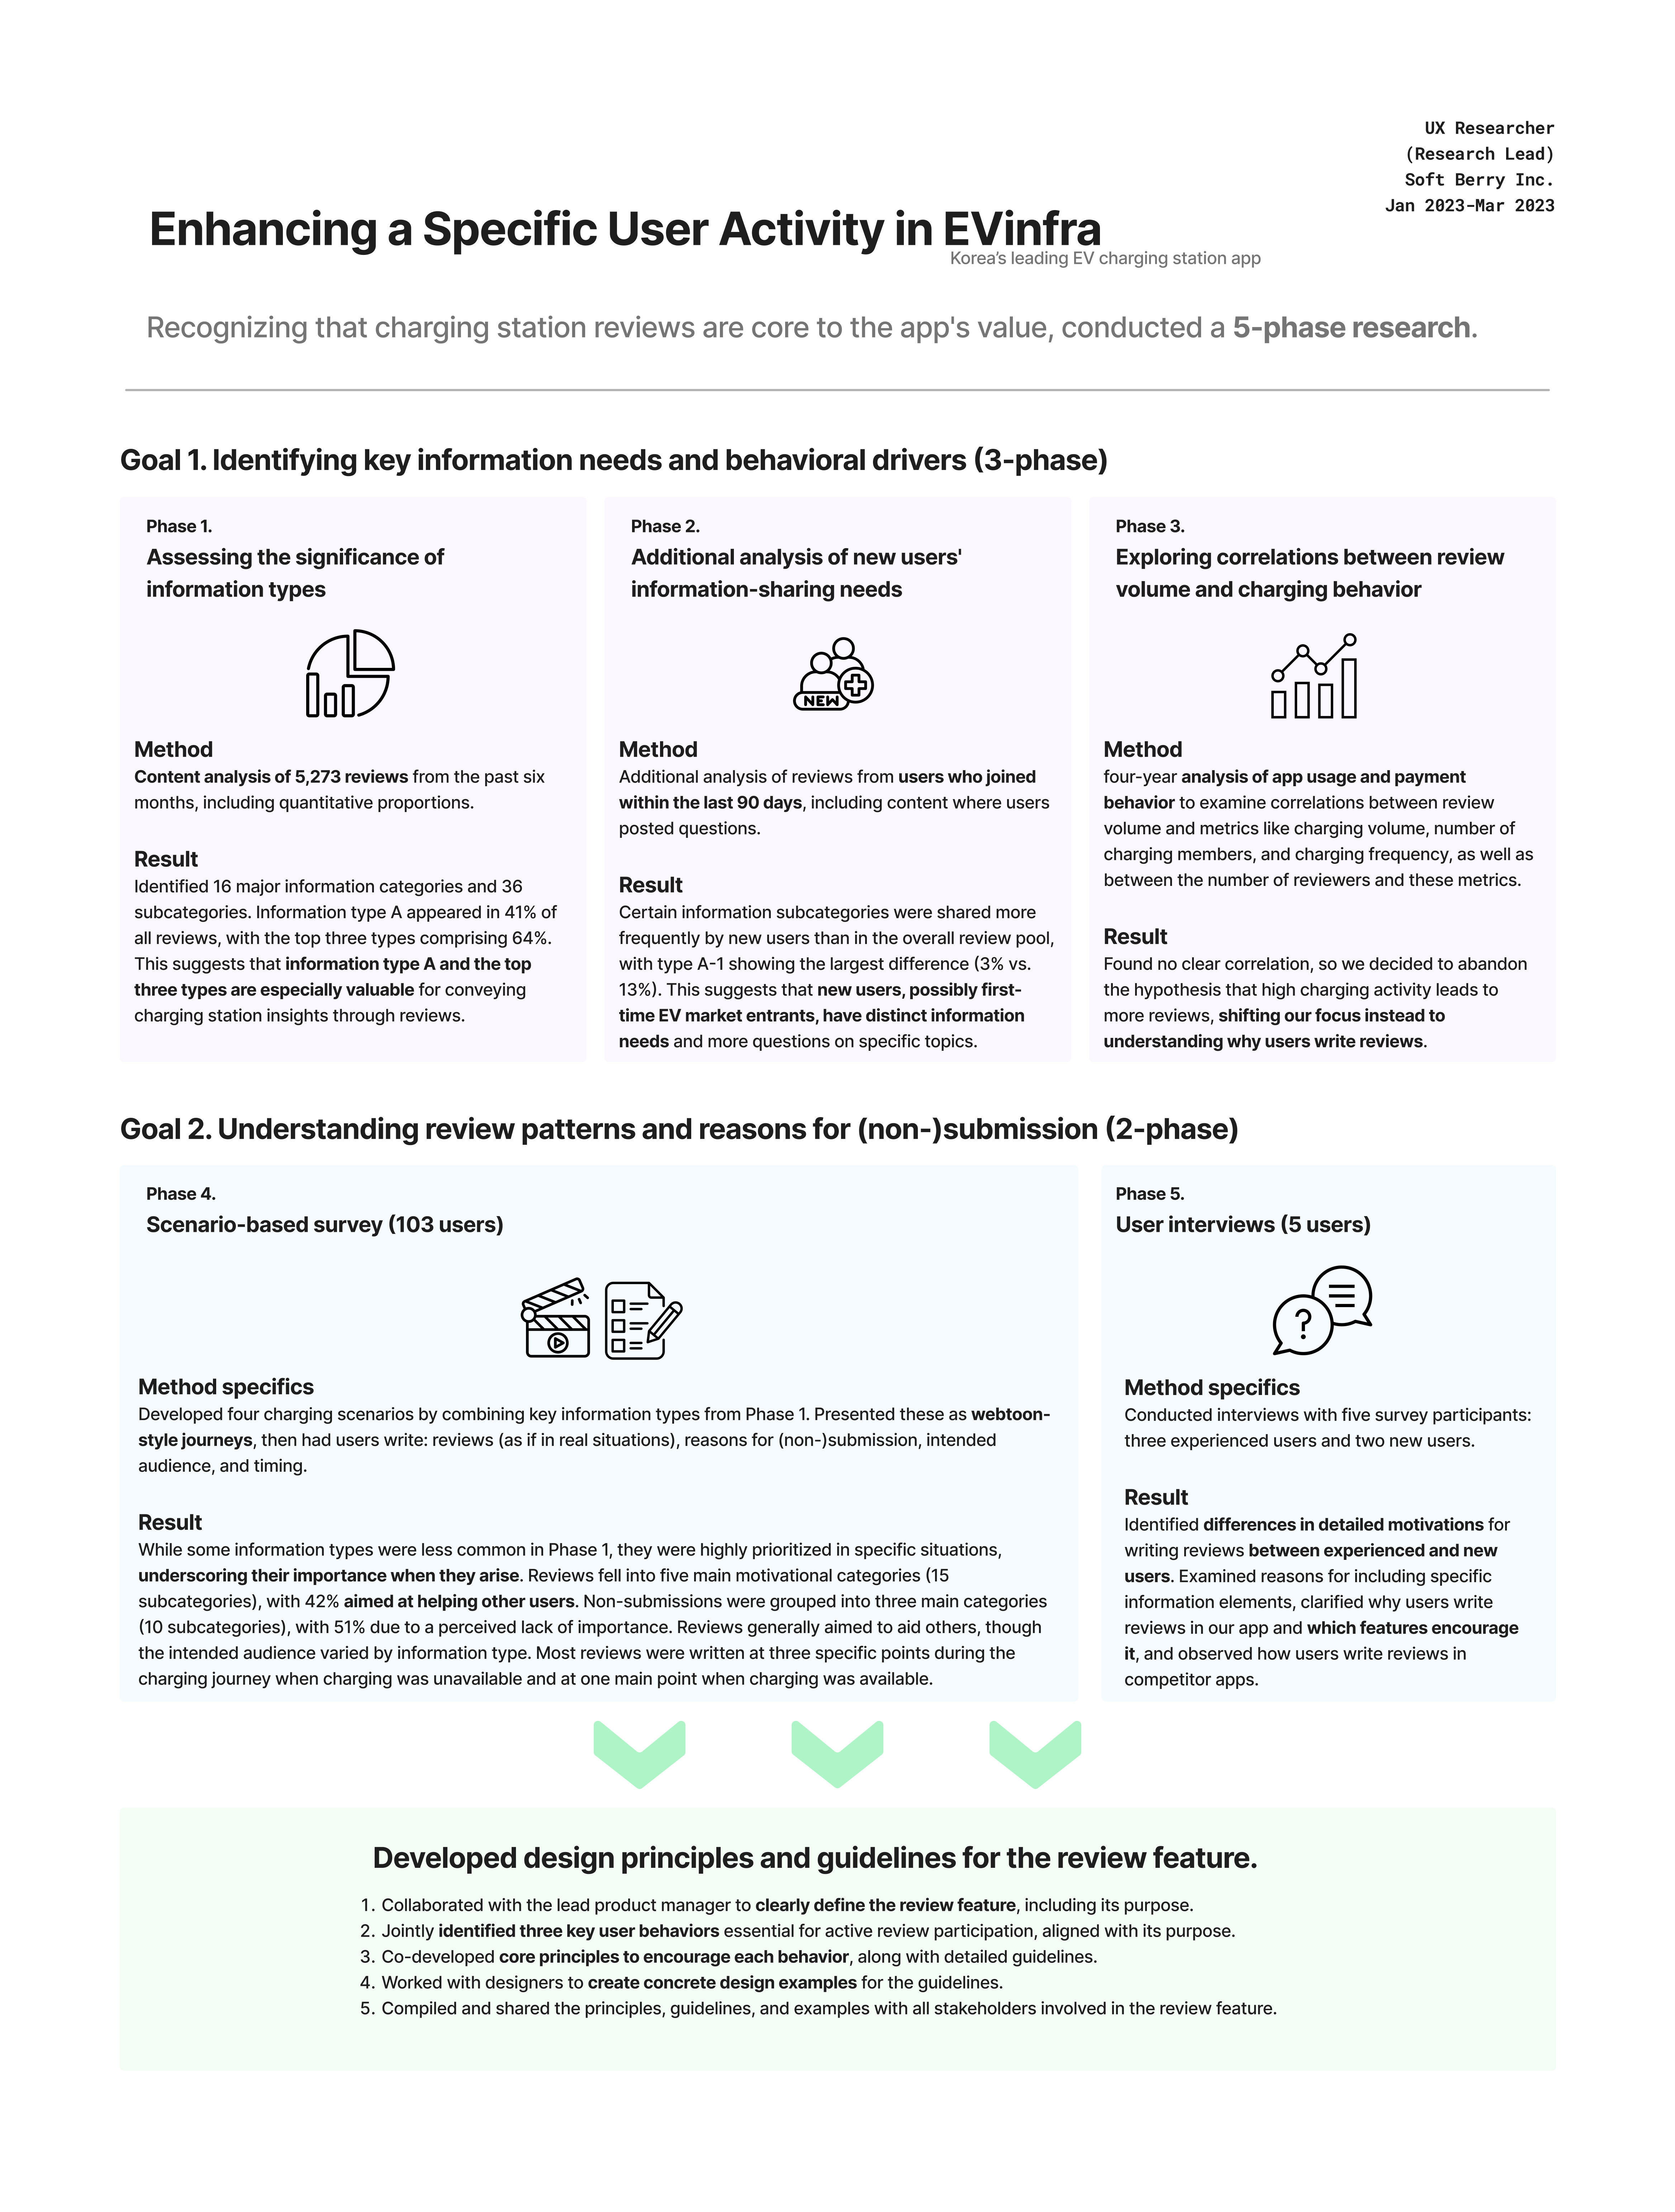 UX Researcher
(Research Lead)
Soft Berry Inc.
Jan 2023-Mar 2023
Enhancing a Specific User Activity in EVinfra
Korea’s leading EV charging station app
Recognizing that charging station reviews are core to the app's value, conducted a 5-phase research.
Goal 1. Identifying key information needs and behavioral drivers (3-phase)
Phase 1.
Assessing the significance of
information types
Method
Content analysis of 5,273 reviews from the past six
months, including quantitative proportions.
Result
Identified 16 major information categories and 36
subcategories. Information type A appeared in 41% of
all reviews, with the top three types comprising 64%.
This suggests that information type A and the top
three types are especially valuable for conveying
charging station insights through reviews.
Phase 2.
Additional analysis of new users'
information-sharing needs
NEW
Method
Additional analysis of reviews from users who joined
within the last 90 days, including content where users
posted questions.
Result
Certain information subcategories were shared more
frequently by new users than in the overall review pool,
with type A-1 showing the largest difference (3% vs.
13%). This suggests that new users, possibly first-
time EV market entrants, have distinct information
needs and more questions on specific topics.
Phase 3.
Exploring correlations between review
volume and charging behavior
Method
four-year analysis of app usage and payment
behavior to examine correlations between review
volume and metrics like charging volume, number of
charging members, and charging frequency, as well as
between the number of reviewers and these metrics.
Result
Found no clear correlation, so we decided to abandon
the hypothesis that high charging activity leads to
more reviews, shifting our focus instead to
understanding why users write reviews.
Goal 2. Understanding review patterns and reasons for (non-)submission (2-phase)
Phase 4.
Scenario-based survey (103 users)
Method specifics
Developed four charging scenarios by combining key information types from Phase 1. Presented these as webtoon-
style journeys, then had users write: reviews (as if in real situations), reasons for (non-)submission, intended
audience, and timing.
Result
While some information types were less common in Phase 1, they were highly prioritized in specific situations,
underscoring their importance when they arise. Reviews fell into five main motivational categories (15
subcategories), with 42% aimed at helping other users. Non-submissions were grouped into three main categories
(10 subcategories), with 51% due to a perceived lack of importance. Reviews generally aimed to aid others, though
the intended audience varied by information type. Most reviews were written at three specific points during the
charging journey when charging was unavailable and at one main point when charging was available.
Phase 5.
User interviews (5 users)
?
Method specifics
Conducted interviews with five survey participants:
three experienced users and two new users.
Result
Identified differences in detailed motivations for
writing reviews between experienced and new
users. Examined reasons for including specific
information elements, clarified why users write
reviews in our app and which features encourage
it, and observed how users write reviews in
competitor apps.
Developed design principles and guidelines for the review feature.
1. Collaborated with the lead product manager to clearly define the review feature, including its purpose.
2. Jointly identified three key user behaviors essential for active review participation, aligned with its purpose.
3. Co-developed core principles to encourage each behavior, along with detailed guidelines.
4. Worked with designers to create concrete design examples for the guidelines.
5. Compiled and shared the principles, guidelines, and examples with all stakeholders involved in the review feature.